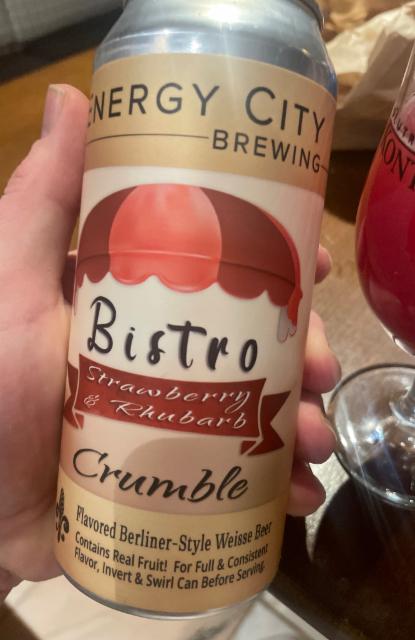 ENERGY CITY
BREWING
Bistro
Strawberry
& Rhubarb
Crumble
Flavored Berliner-Style Weisse Beer
Contains Real Fruit! For Full & Consistent
Flavor, Invert & Swirl Can Before Serving.